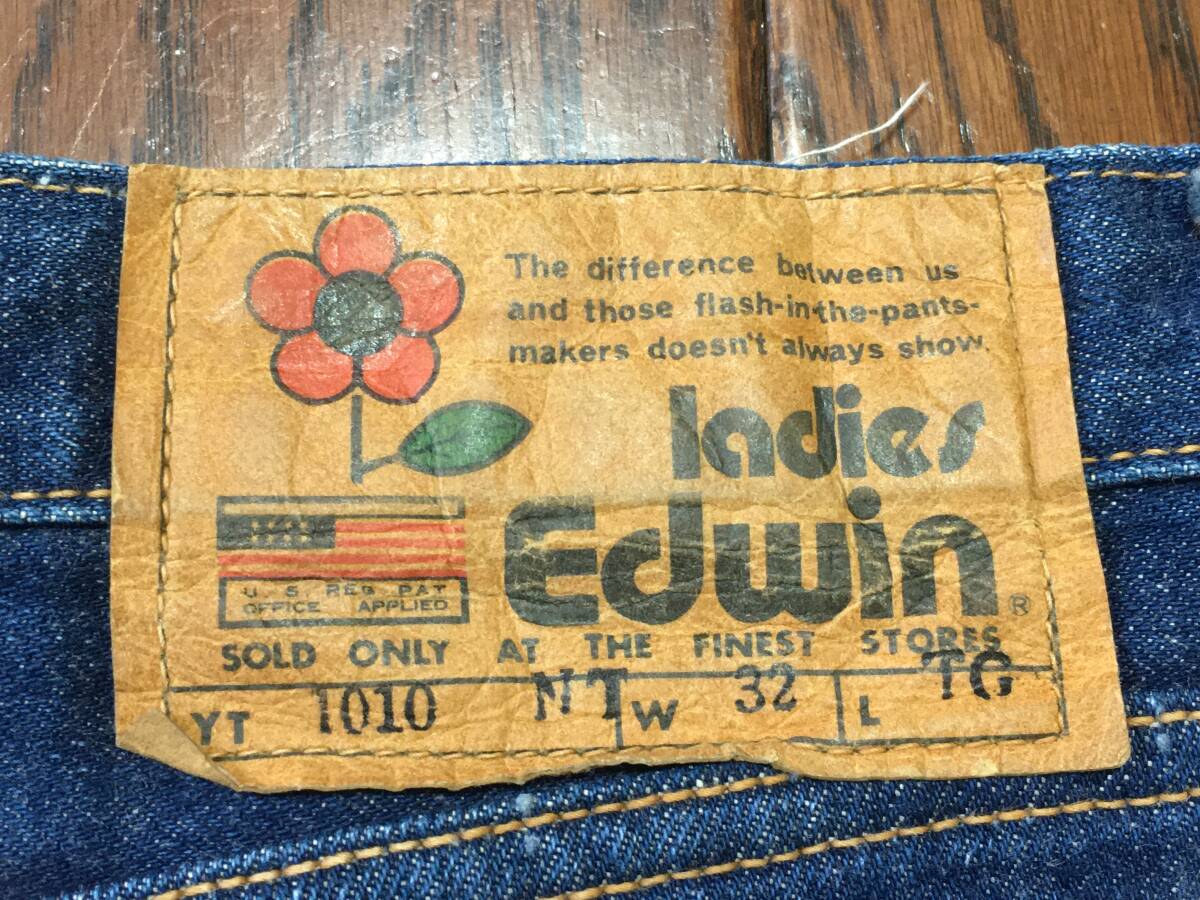 The difference between us
and those flash-in-the-pants-
makers doesn't always show.
ladies
Edwin ®
U. S. REG PAT
OFFICE APPLIED
SOLD ONLY AT THE FINEST STORES
YT 1010 NT W 32 L TG